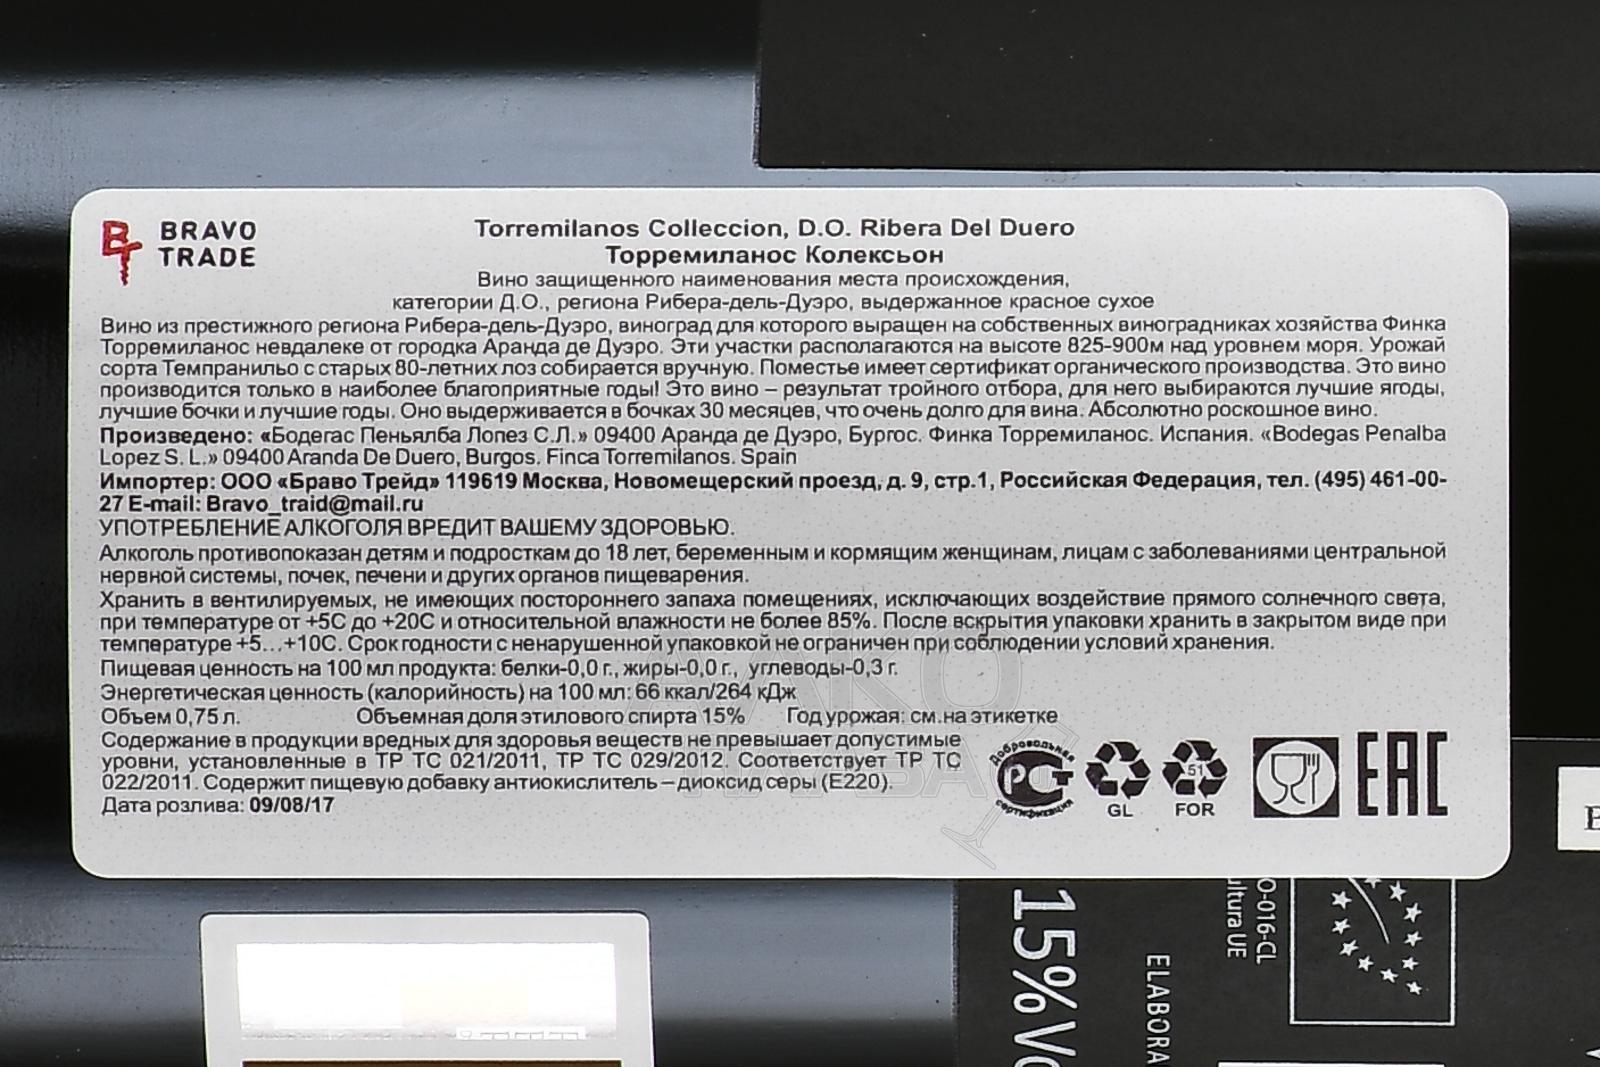 BRAVO
TRADE
Torremilanos Colleccion, D.O. Ribera Del Duero
Торремиланос Колексьон
Вино защищенного наименования места происхождения,
категории Д.О., региона Рибера-дель-Дуэро, выдержанное красное сухое
Вино из престижного региона Рибера-дель-Дуэро, виноград для которого выращен на собственных виноградниках хозяйства Финка
Торремиланос невдалеке от городка Аранда де Дуэро. Эти участки располагаются на высоте 825-900м над уровнем моря. Урожай
сорта Темпранильо с старых 80-летних лоз собирается вручную. Поместье имеет сертификат органического производства. Это вино
производится только в наиболее благоприятные годы! Это вино – результат тройного отбора, для него выбираются лучшие ягоды,
лучшие бочки и лучшие годы. Оно выдерживается в бочках 30 месяцев, что очень долго для вина. Абсолютно роскошное вино.
Произведено: «Бодегас Пеньялба Лопез С.Л.» 09400 Аранда де Дуэро, Бургос. Финка Торремиланос. Испания. «Bodegas Penalba
Lopez S. L.» 09400 Aranda De Duero, Burgos. Finca Torremilanos. Spain
Импортер: ООО «Браво Трейд» 119619 Москва, Новомещерский проезд, д. 9, стр.1, Российская Федерация, тел. (495) 461-00-
27 E-mail: Bravo_traid@mail.ru
УПОТРЕБЛЕНИЕ АЛКОГОЛЯ ВРЕДИТ ВАШЕМУ ЗДОРОВЬЮ.
Алкоголь противопоказан детям и подросткам до 18 лет, беременным и кормящим женщинам, лицам с заболеваниями центральной
нервной системы, почек, печени и других органов пищеварения.
Хранить в вентилируемых, не имеющих постороннего запаха помещениях, исключающих воздействие прямого солнечного света,
при температуре от +5С до +20С и относительной влажности не более 85%. После вскрытия упаковки хранить в закрытом виде при
температуре +5…+10С. Срок годности с ненарушенной упаковкой не ограничен при соблюдении условий хранения.
Пищевая ценность на 100 мл продукта: белки-0,0 г., жиры-0,0 г., углеводы-0,3 г.
Энергетическая ценность (калорийность) на 100 мл: 66 ккал/264 кДж
Объем 0,75 л. Объемная доля этилового спирта 15% Год урожая: см.на этикетке
Содержание в продукции вредных для здоровья веществ не превышает допустимые
уровни, установленные в ТР ТС 021/2011, ТР ТС 029/2012. Соответствует ТР ТС
022/2011. Содержит пищевую добавку антиокислитель – диоксид серы (Е220).
Дата розлива: 09/08/17
Добровольная
РСТ
сертификация
GL
51
FOR
EAC
АЛКО
15%Vo
ELABORA
O-016-CL
ultura UE